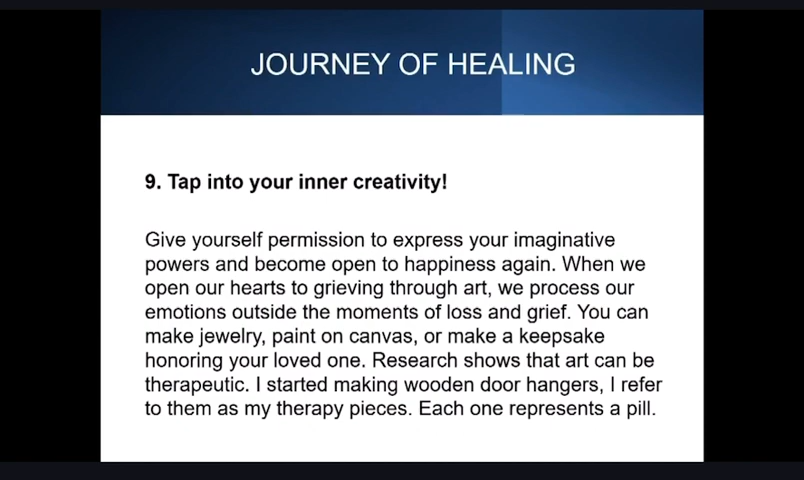 JOURNEY OF HEALING
9. Tap into your inner creativity!
Give yourself permission to express your imaginative
powers and become open to happiness again. When we
open our hearts to grieving through art, we process our
emotions outside the moments of loss and grief. You can
make jewelry, paint on canvas, or make a keepsake
honoring your loved one. Research shows that art can be
therapeutic. I started making wooden door hangers, I refer
to them as my therapy pieces. Each one represents a pill.